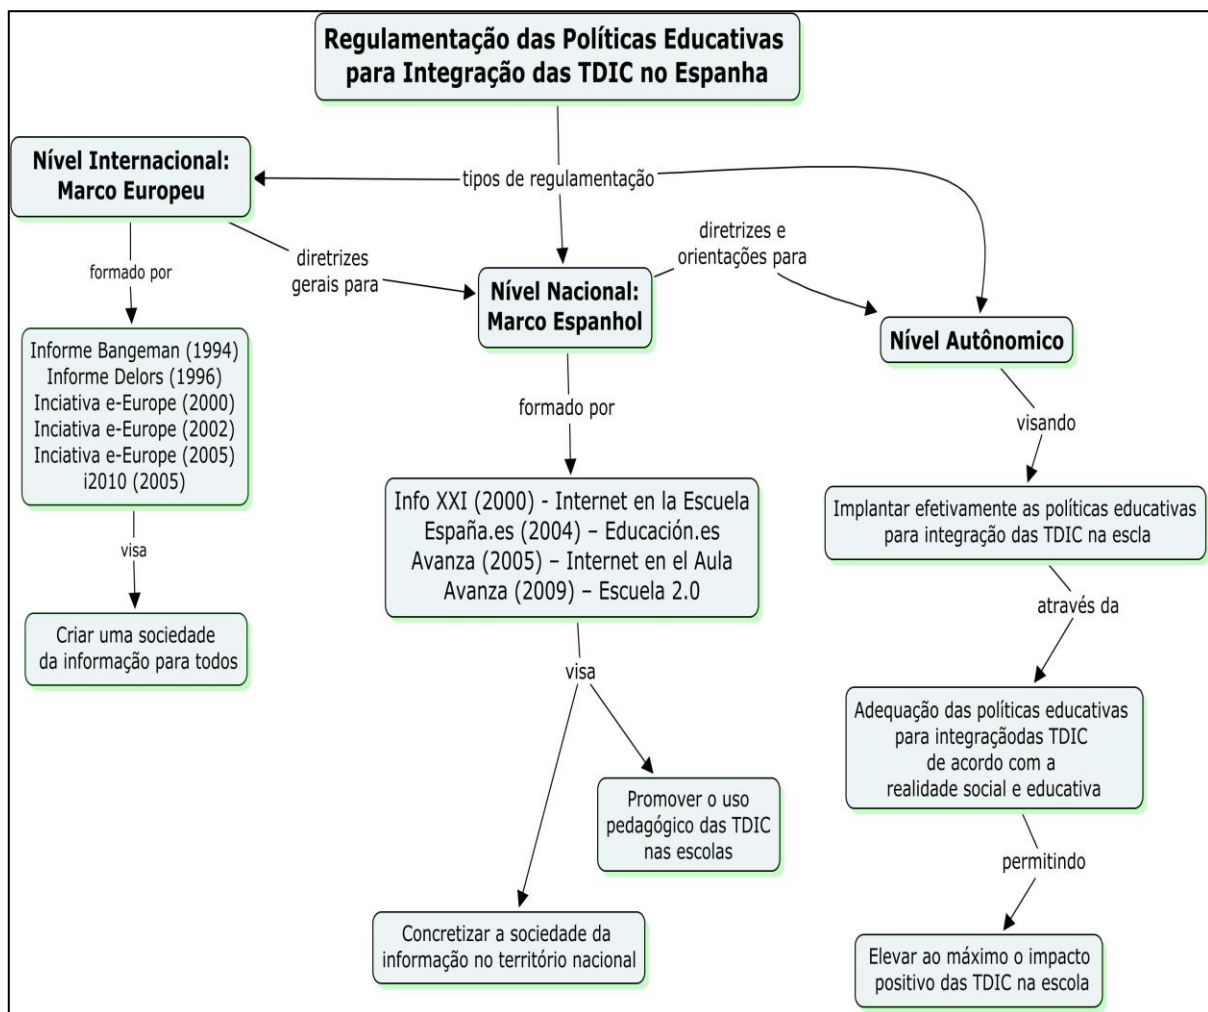 Regulamentação das Políticas Educativas
para Integração das TDIC no Espanha
Nível Internacional:
Marco Europeu
tipos de regulamentação
diretrizes
gerais para
diretrizes e
orientações para
formado por
Nível Nacional:
Marco Espanhol
Nível Autônomico
Informe Bangeman (1994)
Informe Delors (1996)
Inciativa e-Europe (2000)
Inciativa e-Europe (2002)
Inciativa e-Europe (2005)
i2010 (2005)
visa
Criar uma sociedade
da informação para todos
formado por
Info XXI (2000) - Internet en la Escuela
España.es (2004) – Educación.es
Avanza (2005) – Internet en el Aula
Avanza (2009) – Escuela 2.0
visa
Promover o uso
pedagógico das TDIC
nas escolas
Concretizar a sociedade da
informação no território nacional
visando
Implantar efetivamente as políticas educativas
para integração das TDIC na escla
através da
Adequação das políticas educativas
para integraçãodas TDIC
de acordo com a
realidade social e educativa
permitindo
Elevar ao máximo o impacto
positivo das TDIC na escola